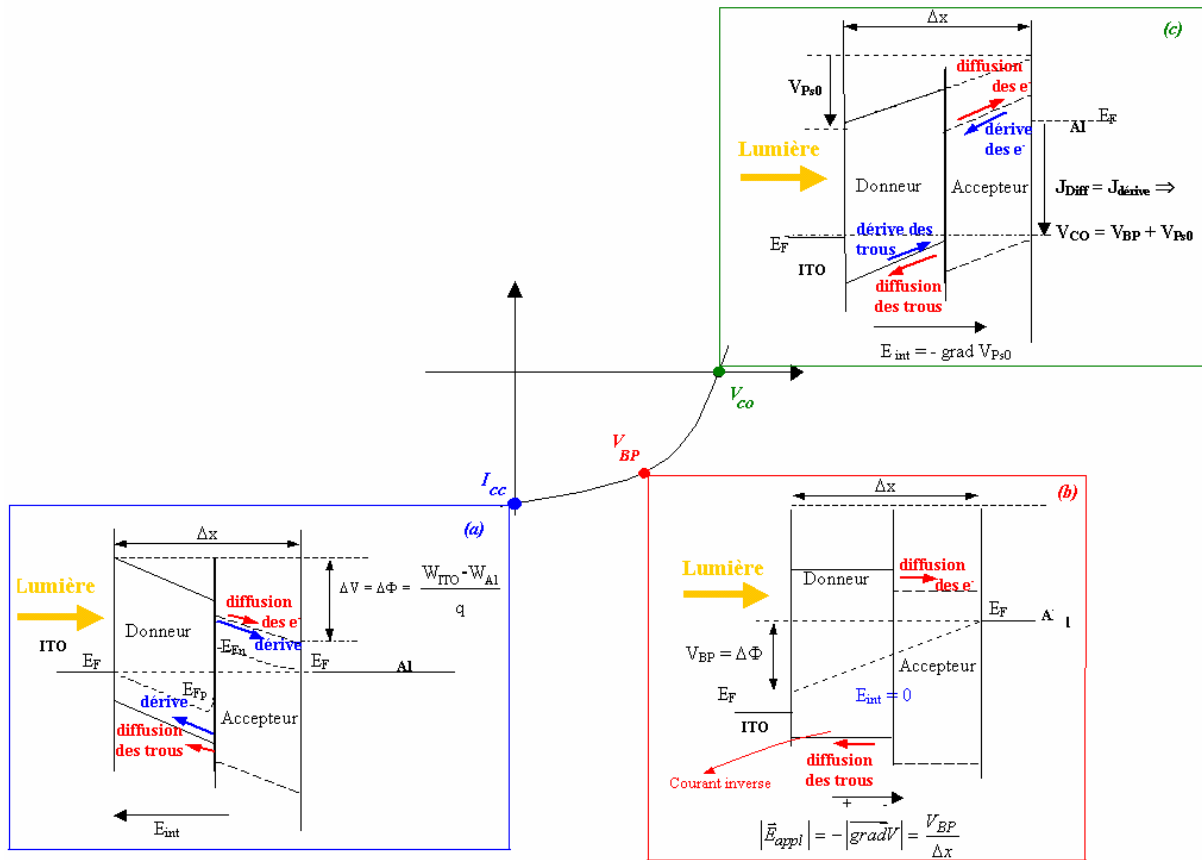 Δx
(c)
V_Ps0
diffusion
des e-
Al
E_F
dérive
des e-
Lumière
Donneur
Accepteur
J_Diff = J_dérive ⇒
E_F
dérive des
trous
V_CO = V_BP + V_Ps0
ITO
diffusion
des trous
E int = - grad V_Ps0
V_co
V_BP
I_cc
(a)
Δx
Lumière
ΔV = ΔΦ = (W_ITO - W_Al) / q
diffusion
des e-
ITO
Donneur
dérive
E_Fn
E_F
E_F
Al
E_Fp
dérive
Accepteur
diffusion
des trous
E_int
Δx
(b)
Lumière
Donneur
diffusion
des e-
E_F
A l
V_BP = ΔΦ
Accepteur
E_F
E_int = 0
ITO
diffusion
des trous
Courant inverse
+ -
|E⃗_appl| = -|grad⃗V| = V_BP / Δx